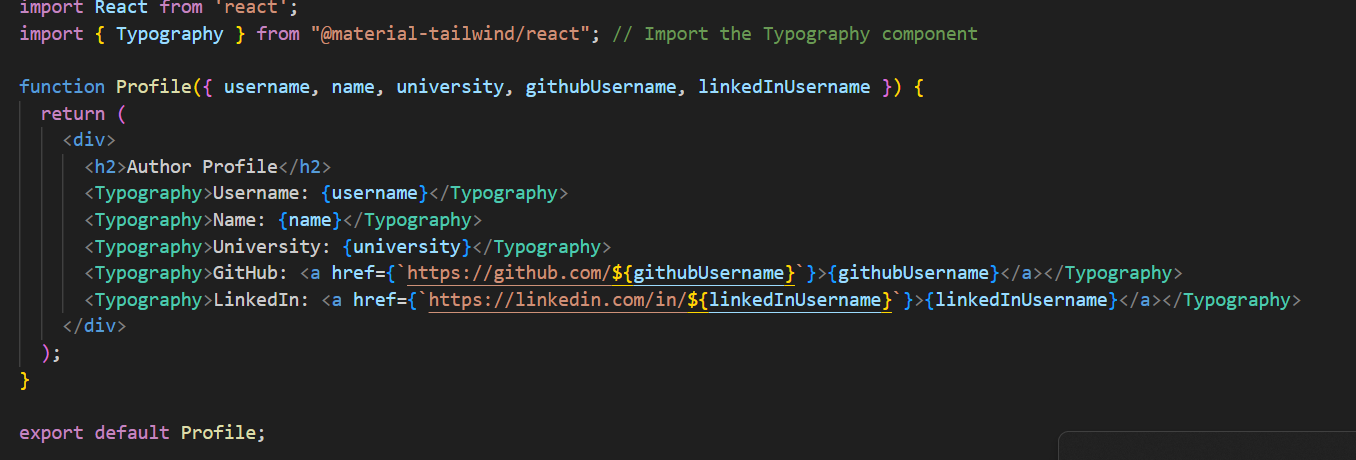 import React from 'react';
import { Typography } from "@material-tailwind/react"; // Import the Typography component
function Profile({ username, name, university, githubUsername, linkedInUsername }) {
return (
<div>
<h2>Author Profile</h2>
<Typography>Username: {username}</Typography>
<Typography>Name: {name}</Typography>
<Typography>University: {university}</Typography>
<Typography>GitHub: <a href={`https://github.com/${githubUsername}`}>{githubUsername}</a></Typography>
<Typography>LinkedIn: <a href={`https://linkedin.com/in/${linkedInUsername}`}>{linkedInUsername}</a></Typography>
</div>
);
}
export default Profile;